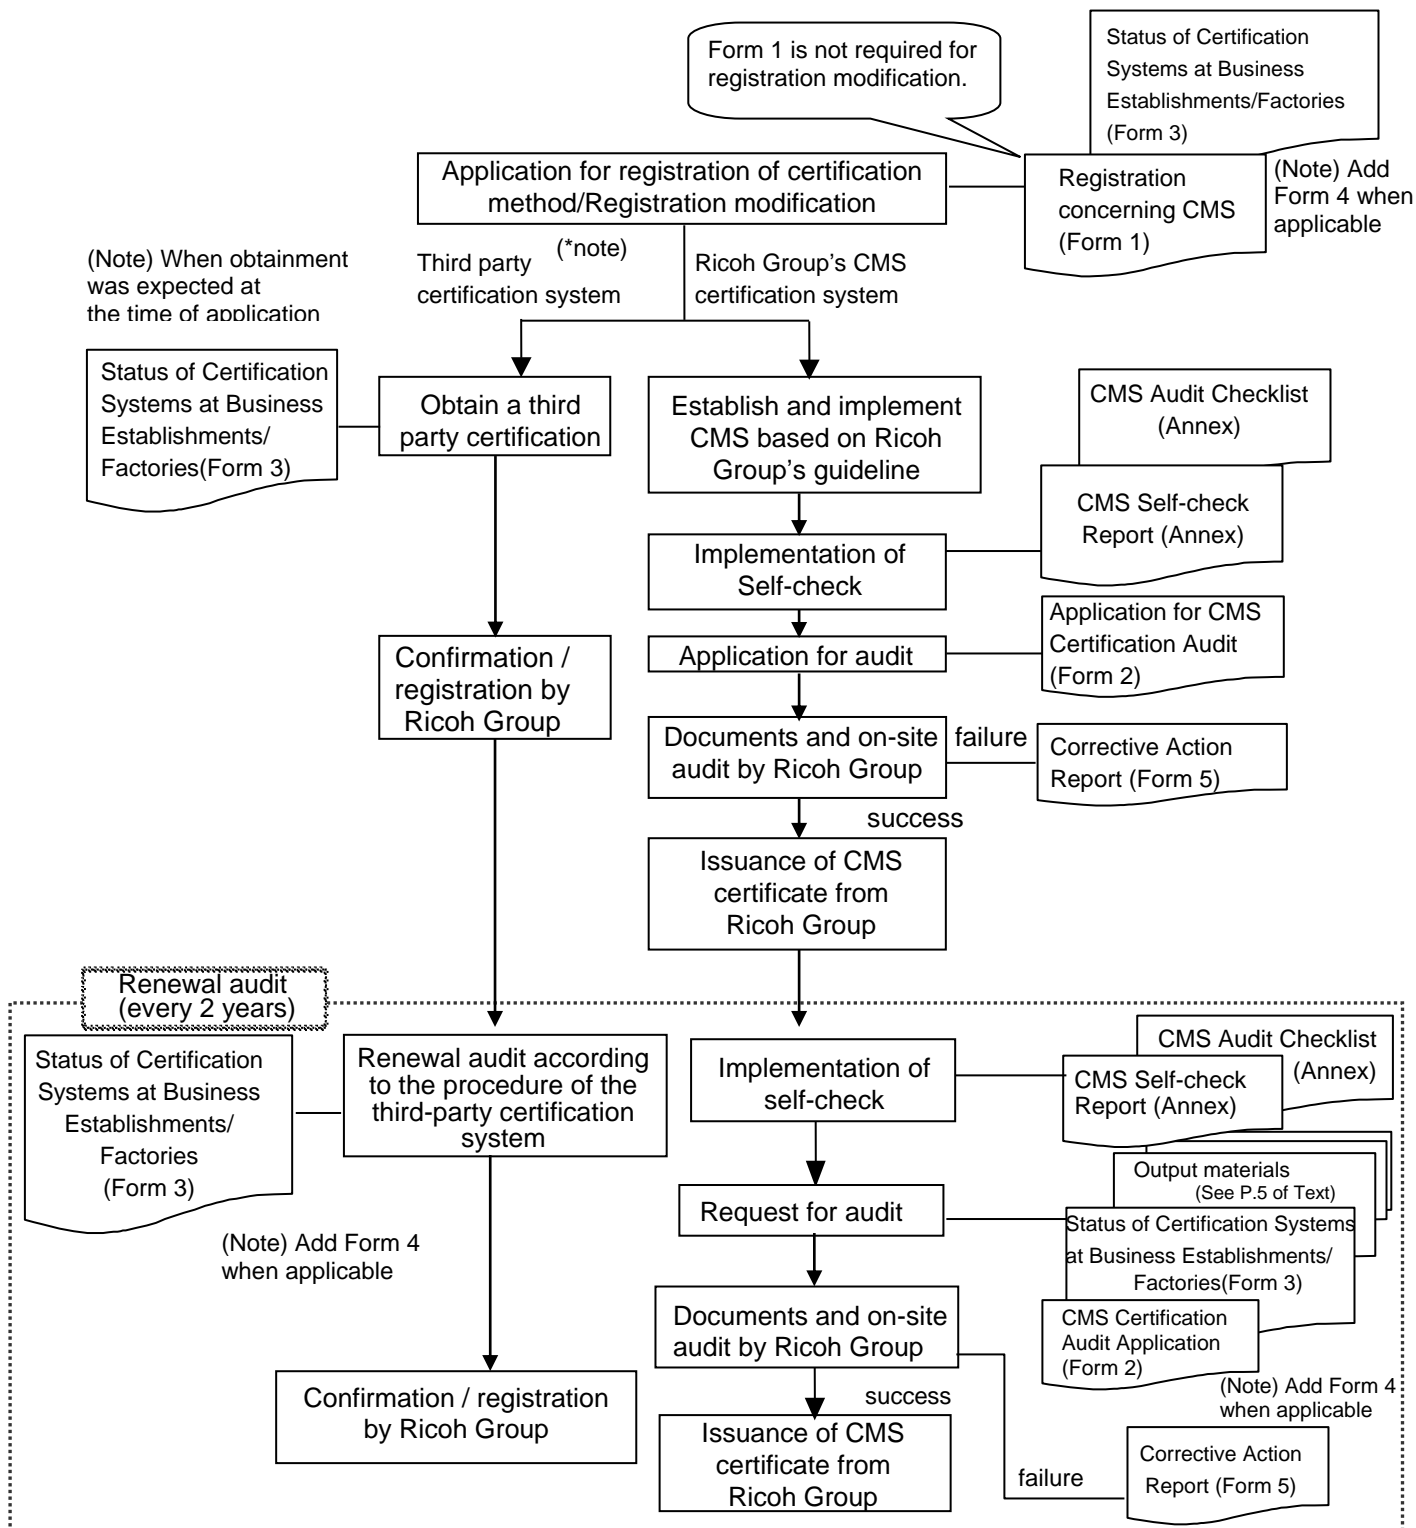 Form 1 is not required for
registration modification.
Status of Certification
Systems at Business
Establishments/Factories
(Form 3)
Application for registration of certification
method/Registration modification
Registration
concerning CMS
(Form 1)
(Note) Add
Form 4 when
applicable
(*note)
(Note) When obtainment
was expected at
the time of application
Third party
certification system
Ricoh Group's CMS
certification system
Status of Certification
Systems at Business
Establishments/
Factories(Form 3)
Obtain a third
party certification
Establish and implement
CMS based on Ricoh
Group's guideline
CMS Audit Checklist
(Annex)
CMS Self-check
Report (Annex)
Implementation of
Self-check
Application for CMS
Certification Audit
(Form 2)
Application for audit
Confirmation /
registration by
Ricoh Group
Documents and on-site
audit by Ricoh Group
failure
Corrective Action
Report (Form 5)
success
Issuance of CMS
certificate from
Ricoh Group
Renewal audit
(every 2 years)
Status of Certification
Systems at Business
Establishments/
Factories
(Form 3)
Renewal audit according
to the procedure of the
third-party certification
system
Implementation of
self-check
CMS Audit Checklist
(Annex)
CMS Self-check
Report (Annex)
Output materials
(See P.5 of Text)
Request for audit
Status of Certification Systems
at Business Establishments/
Factories(Form 3)
(Note) Add Form 4
when applicable
Documents and on-site
audit by Ricoh Group
CMS Certification
Audit Application
(Form 2)
(Note) Add Form 4
when applicable
Confirmation / registration
by Ricoh Group
success
Issuance of CMS
certificate from
Ricoh Group
failure
Corrective Action
Report (Form 5)